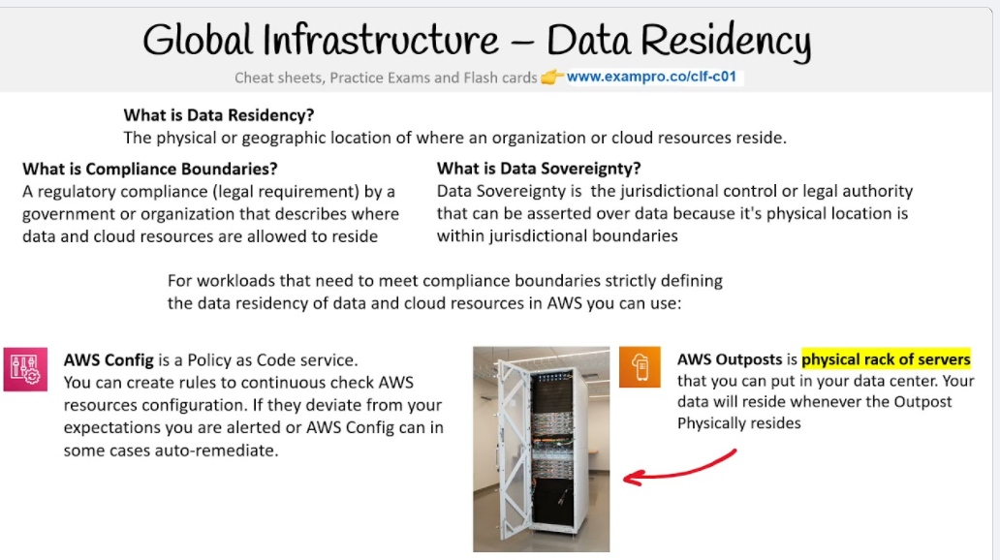 Global Infrastructure – Data Residency
Cheat sheets, Practice Exams and Flash cards 👉 www.exampro.co/clf-c01
What is Data Residency?
The physical or geographic location of where an organization or cloud resources reside.
What is Compliance Boundaries?
A regulatory compliance (legal requirement) by a
government or organization that describes where
data and cloud resources are allowed to reside
What is Data Sovereignty?
Data Sovereignty is the jurisdictional control or legal authority
that can be asserted over data because it's physical location is
within jurisdictional boundaries
For workloads that need to meet compliance boundaries strictly defining
the data residency of data and cloud resources in AWS you can use:
AWS Config is a Policy as Code service.
You can create rules to continuous check AWS
resources configuration. If they deviate from your
expectations you are alerted or AWS Config can in
some cases auto-remediate.
AWS Outposts is physical rack of servers
that you can put in your data center. Your
data will reside whenever the Outpost
Physically resides